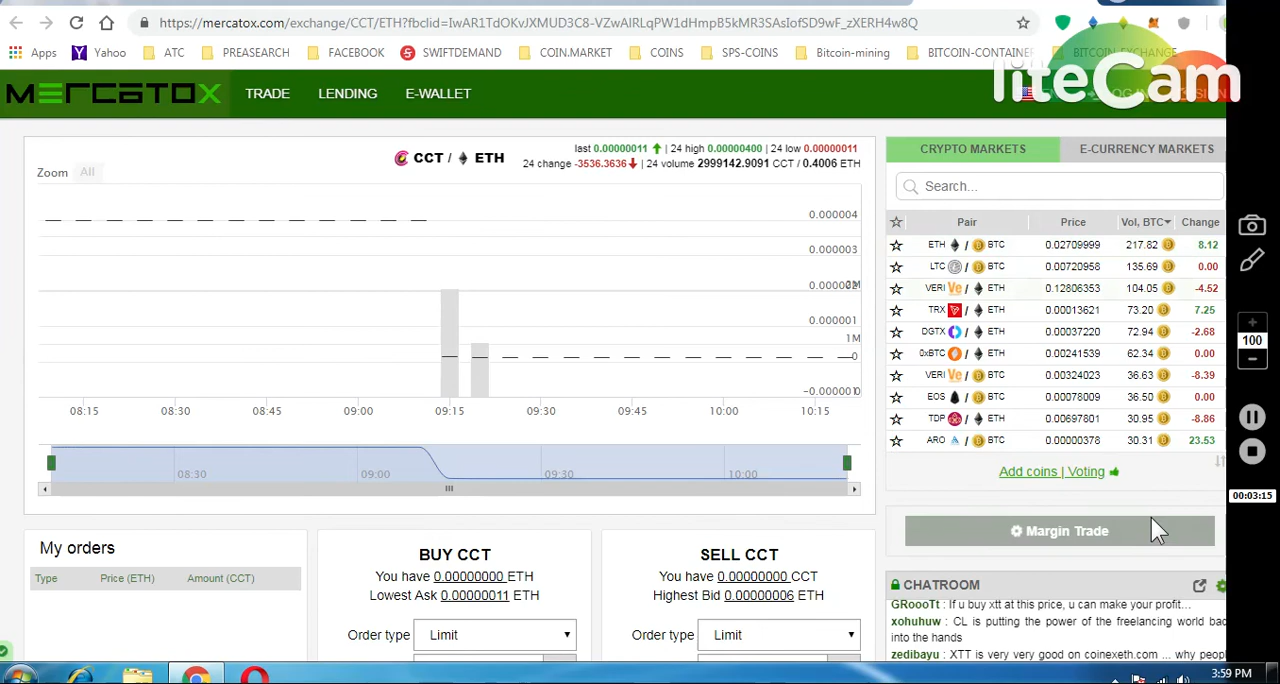 https://mercatox.com/exchange/CCT/ETH?fbclid=IwAR1TdOKvJXMUD3C8-VZwAlRLqPW1dHmpB5kMR3SAsIofSD9wF_zXERH4w8Q
Apps Yahoo ATC PREASEARCH FACEBOOK SWIFTDEMAND COIN.MARKET COINS SPS-COINS Bitcoin-mining BITCOIN-CONTAINER BITCOIN-EXCHANGE
liteCam
MERCATOX TRADE LENDING E-WALLET
Zoom All
CCT / ETH
last 0.00000011 | 24 high 0.00000400 | 24 low 0.00000011
24 change -3536.3636 | 24 volume 2999142.9091 CCT / 0.4006 ETH
0.000004
0.000003
0.000002
2M
0.000001
1M
0
-0.000001
0
08:15 08:30 08:45 09:00 09:15 09:30 09:45 10:00 10:15
08:30 09:00 09:30 10:00
CRYPTO MARKETS E-CURRENCY MARKETS
Search...
Pair Price Vol, BTC Change
ETH / BTC 0.02709999 217.82 8.12
LTC / BTC 0.00720958 135.69 0.00
VERI / ETH 0.12806353 104.05 -4.52
TRX / ETH 0.00013621 73.20 7.25
DGTX / ETH 0.00037220 72.94 -2.68
0xBTC / ETH 0.00241539 62.34 0.00
VERI / BTC 0.00324023 36.63 -8.39
EOS / BTC 0.00078009 36.50 0.00
TDP / ETH 0.00697801 30.95 -8.86
ARO / BTC 0.00000378 30.31 23.53
Add coins | Voting
Margin Trade
CHATROOM
GRoooTt : If u buy xtt at this price, u can make your profit...
xohuhuw : CL is putting the power of the freelancing world bac
into the hands
zedibayu : XTT is very very good on coinexeth.com ... why peopl
My orders
Type Price (ETH) Amount (CCT)
BUY CCT
You have 0.00000000 ETH
Lowest Ask 0.00000011 ETH
Order type Limit
SELL CCT
You have 0.00000000 CCT
Highest Bid 0.00000006 ETH
Order type Limit
100
00:03:15
3:59 PM